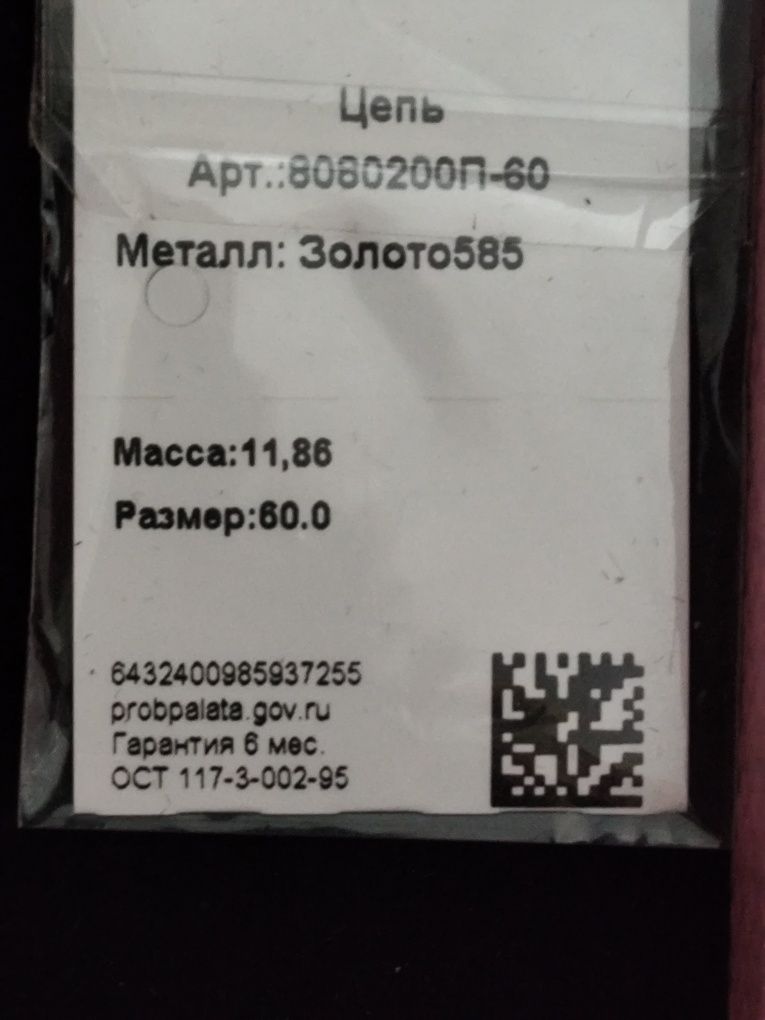 Цепь
Арт.:8080200П-60
Металл: Золото585
Масса:11,86
Размер:60.0
6432400985937255
probpalata.gov.ru
Гарантия 6 мес.
ОСТ 117-3-002-95